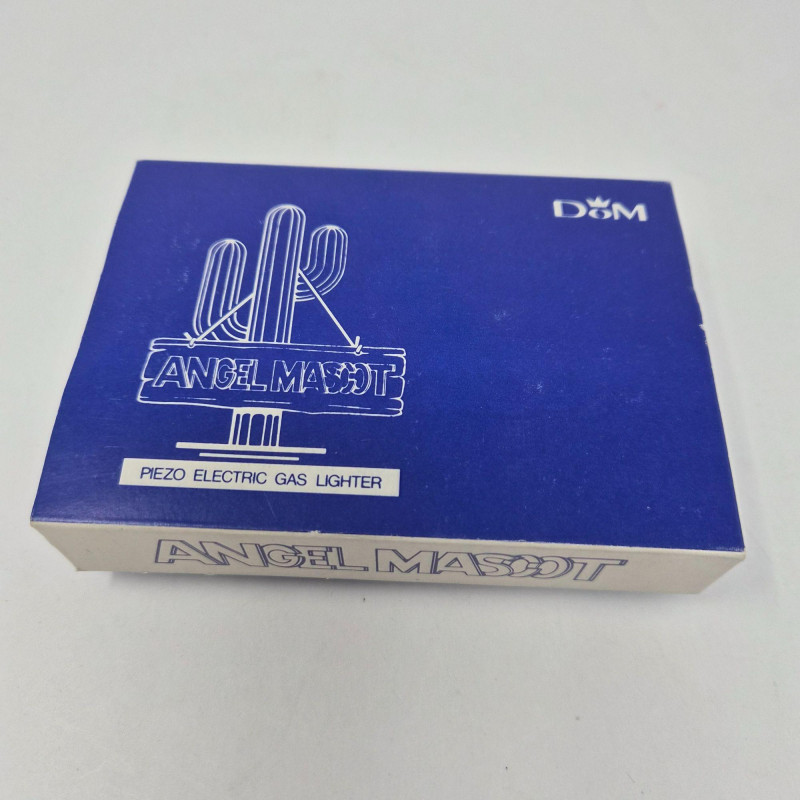 DoM
ANGEL MASCOT
PIEZO ELECTRIC GAS LIGHTER
ANGEL MASCOT